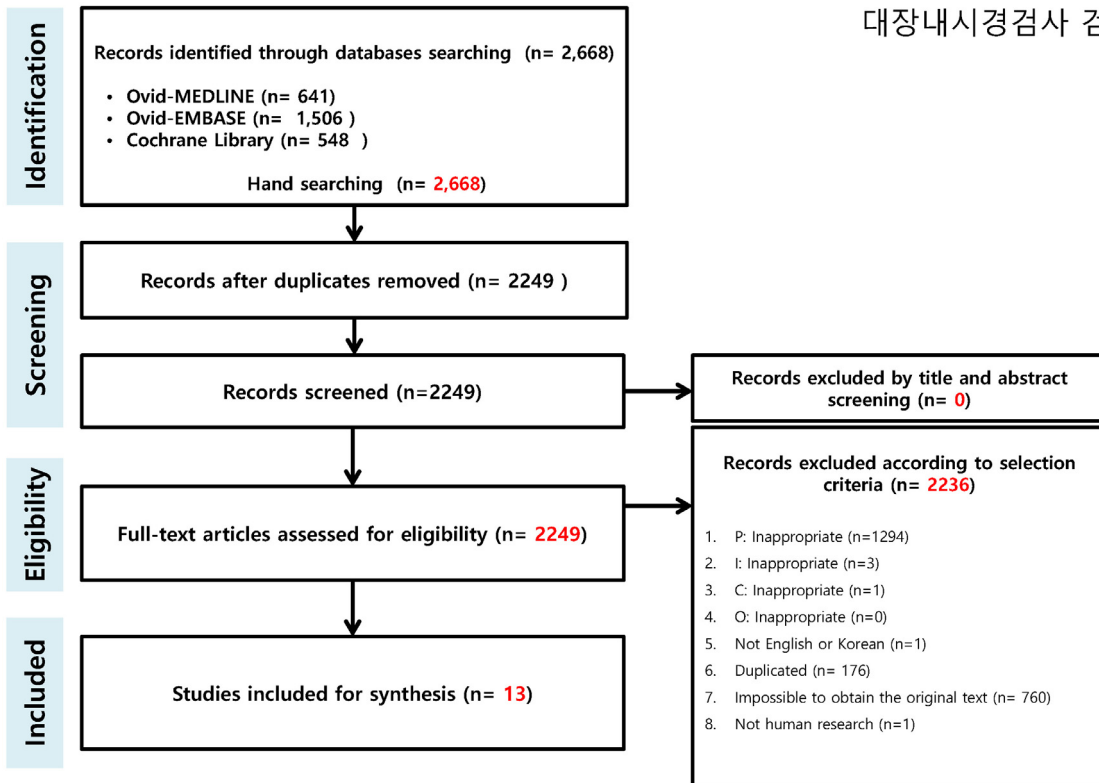 대장내시경검사 검
Identification
Records identified through databases searching (n= 2,668)
• Ovid-MEDLINE (n= 641)
• Ovid-EMBASE (n= 1,506 )
• Cochrane Library (n= 548 )
Hand searching (n= 2,668)
Screening
Records after duplicates removed (n= 2249 )
Records screened (n=2249)
Records excluded by title and abstract
screening (n= 0)
Eligibility
Full-text articles assessed for eligibility (n= 2249)
Records excluded according to selection
criteria (n= 2236)
1. P: Inappropriate (n=1294)
2. I: Inappropriate (n=3)
3. C: Inappropriate (n=1)
4. O: Inappropriate (n=0)
5. Not English or Korean (n=1)
6. Duplicated (n= 176)
7. Impossible to obtain the original text (n= 760)
8. Not human research (n=1)
Included
Studies included for synthesis (n= 13)